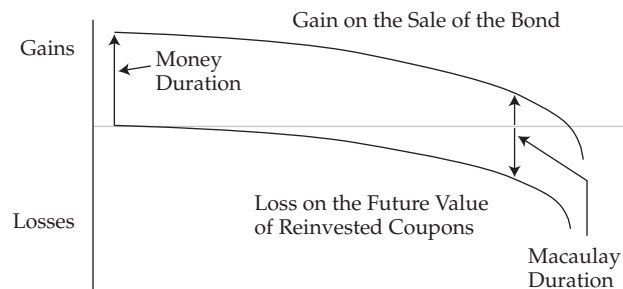 Gain on the Sale of the Bond
Gains
Money
Duration
Loss on the Future Value
of Reinvested Coupons
Losses
Macaulay
Duration